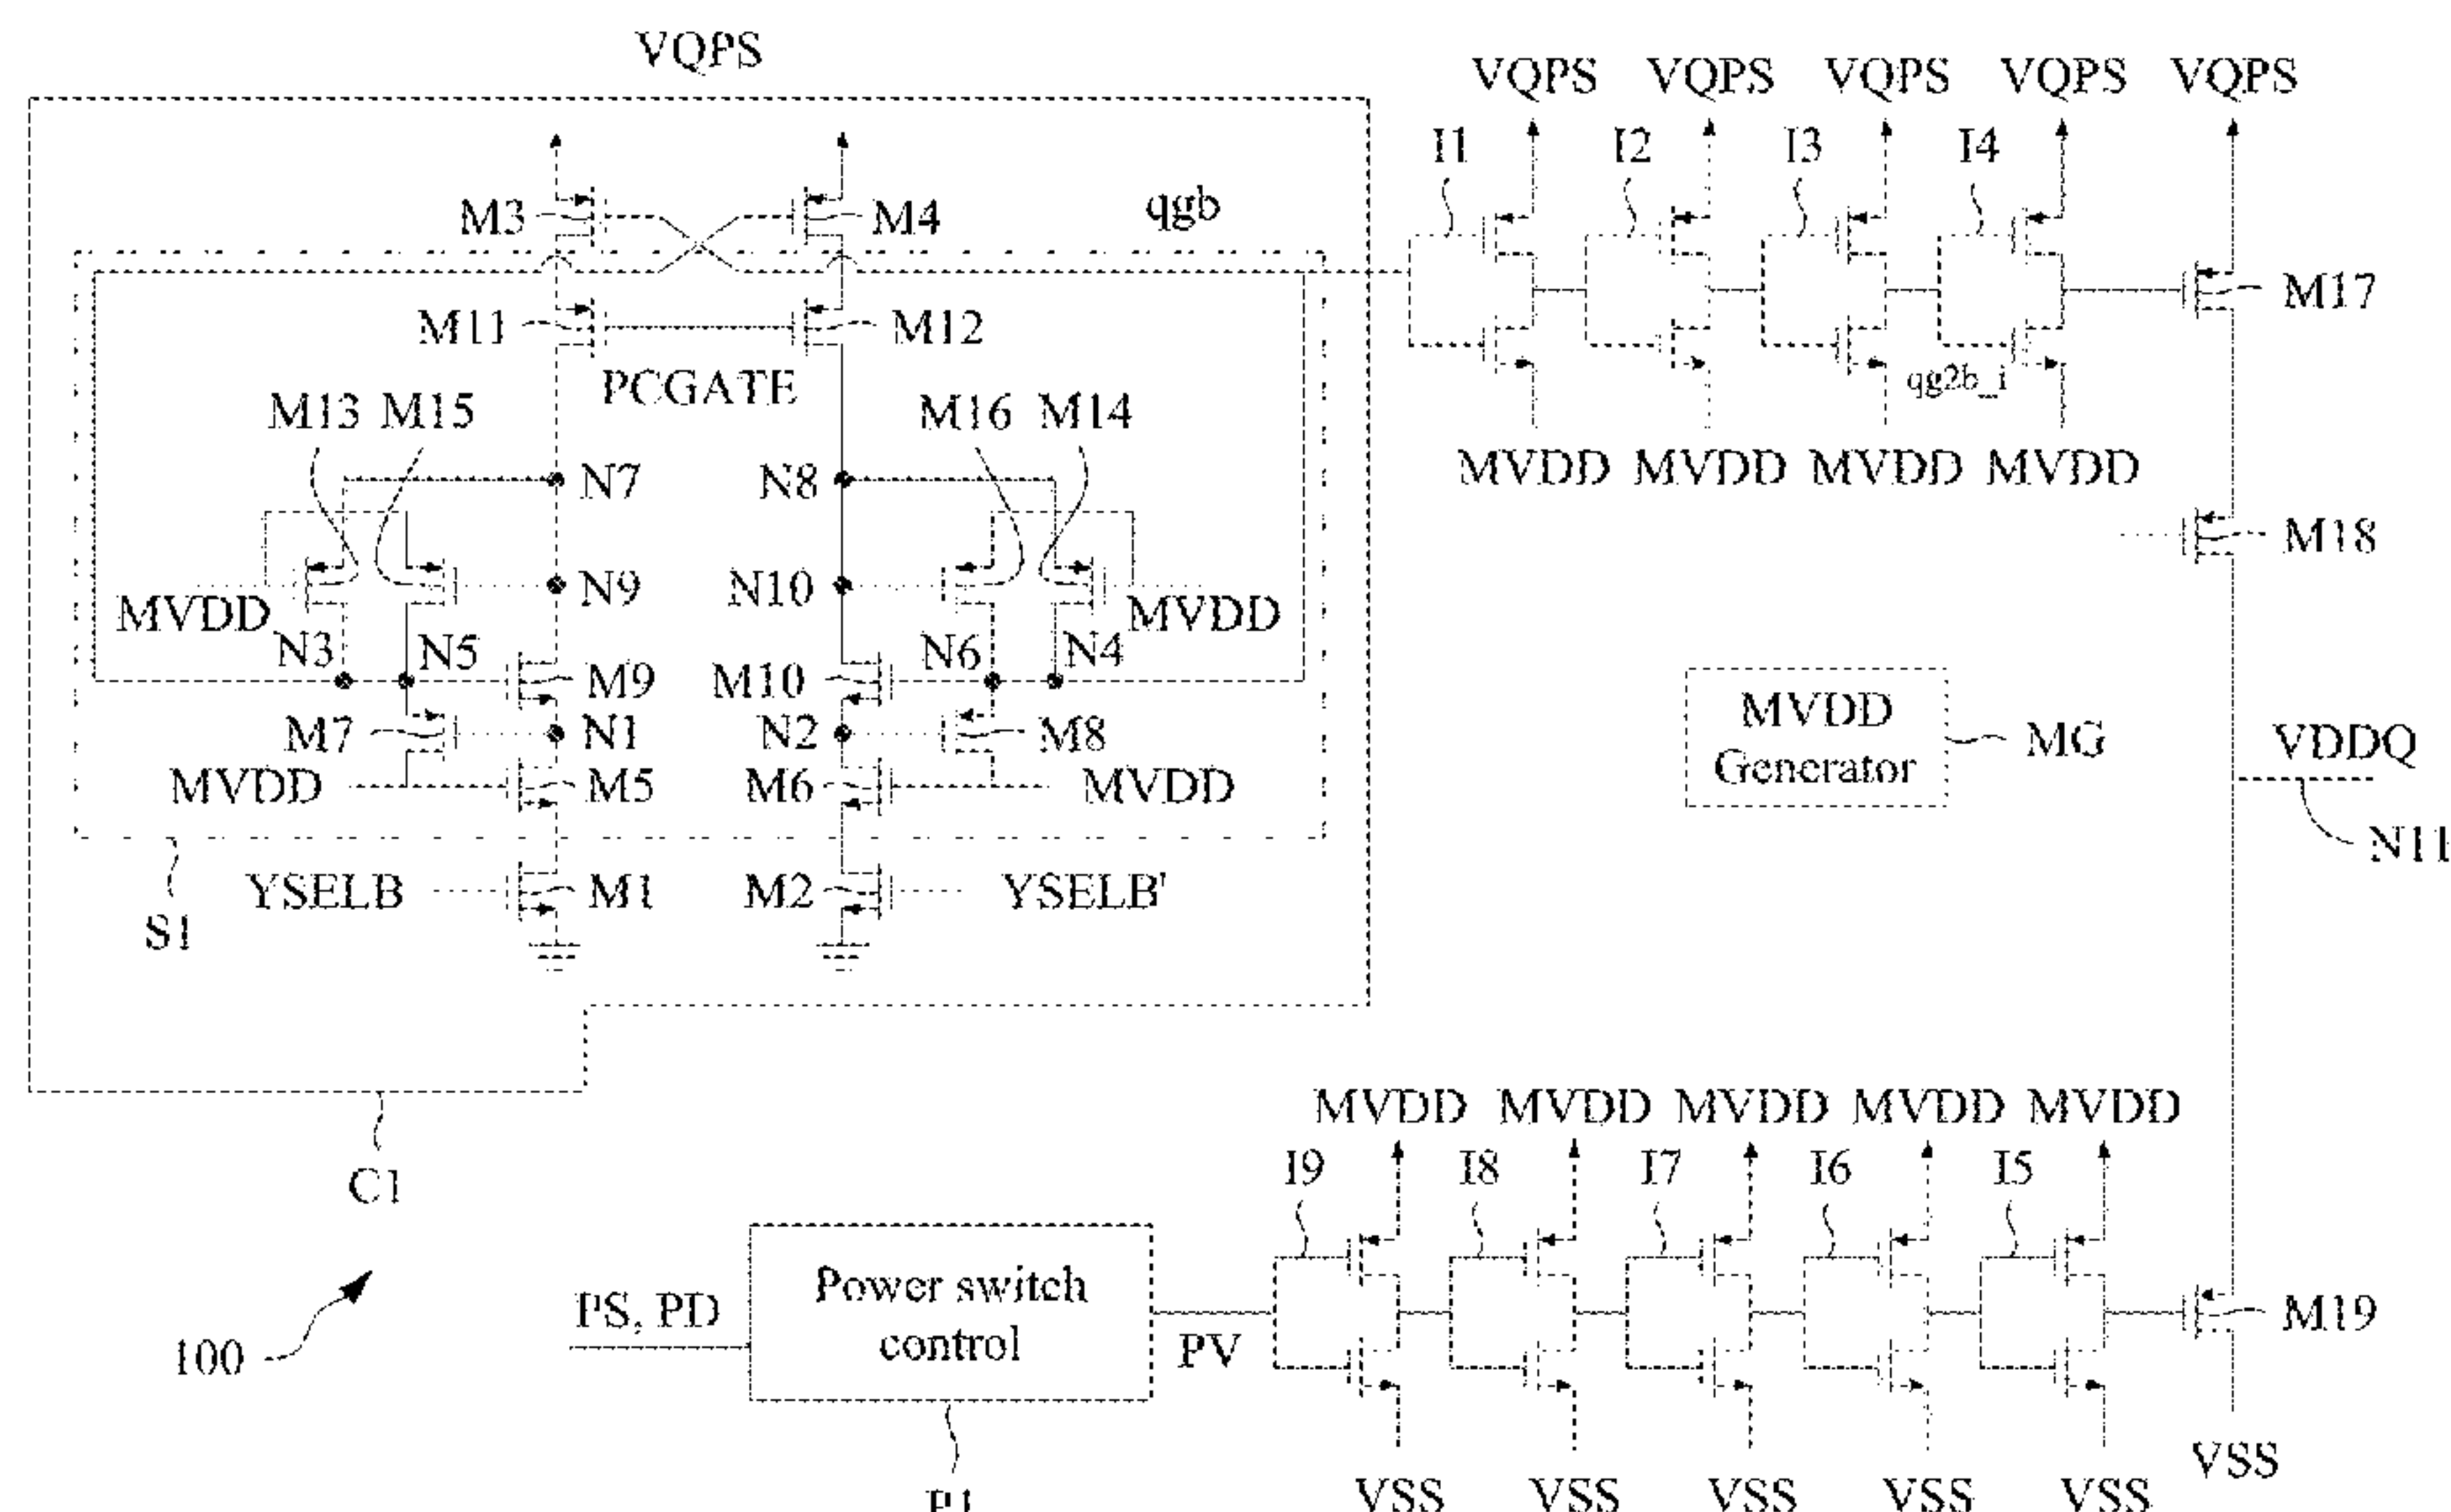 VQPS
VQPS VQPS VQPS VQPS VQPS
I1 I2 I3 I4
M3 M4 qgb
M11 M12 M17
PCGATE qg2b_i
M13 M15 M16 M14
MVDD MVDD MVDD MVDD
N7 N8
M18
N9 N10
MVDD MVDD
N3 N5 N6 N4
M9 M10
M7 N1 N2 M8
MVDD Generator MG VDDQ
MVDD M5 M6 MVDD
N11
YSELB M1 M2 YSELB'
S1
MVDD MVDD MVDD MVDD MVDD
C1 I9 I8 I7 I6 I5
PS, PD Power switch
control
PV M19
100
VSS
VSS VSS VSS VSS VSS